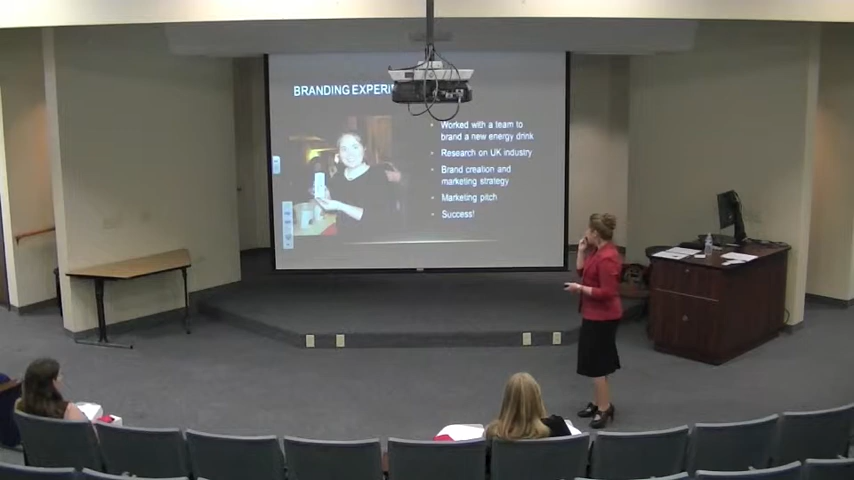 BRANDING EXPERI
Worked with a team to
brand a new energy drink
Research on UK industry
Brand creation and
marketing strategy
Marketing pitch
Success!